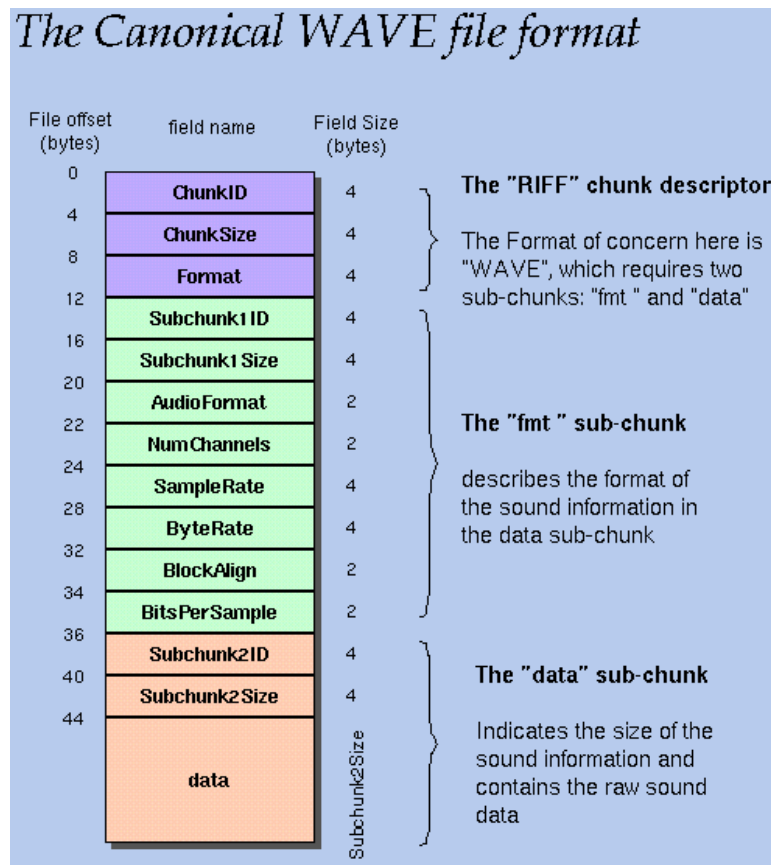 The Canonical WAVE file format
File offset
(bytes)
field name
Field Size
(bytes)
0
ChunkID
4
4
ChunkSize
4
8
Format
4
12
Subchunk1ID
4
16
Subchunk1Size
4
20
AudioFormat
2
22
NumChannels
2
24
SampleRate
4
28
ByteRate
4
32
BlockAlign
2
34
BitsPerSample
2
36
Subchunk2ID
4
40
Subchunk2Size
4
44
data
Subchunk2Size
The "RIFF" chunk descriptor
The Format of concern here is
"WAVE", which requires two
sub-chunks: "fmt " and "data"
The "fmt " sub-chunk
describes the format of
the sound information in
the data sub-chunk
The "data" sub-chunk
Indicates the size of the
sound information and
contains the raw sound
data